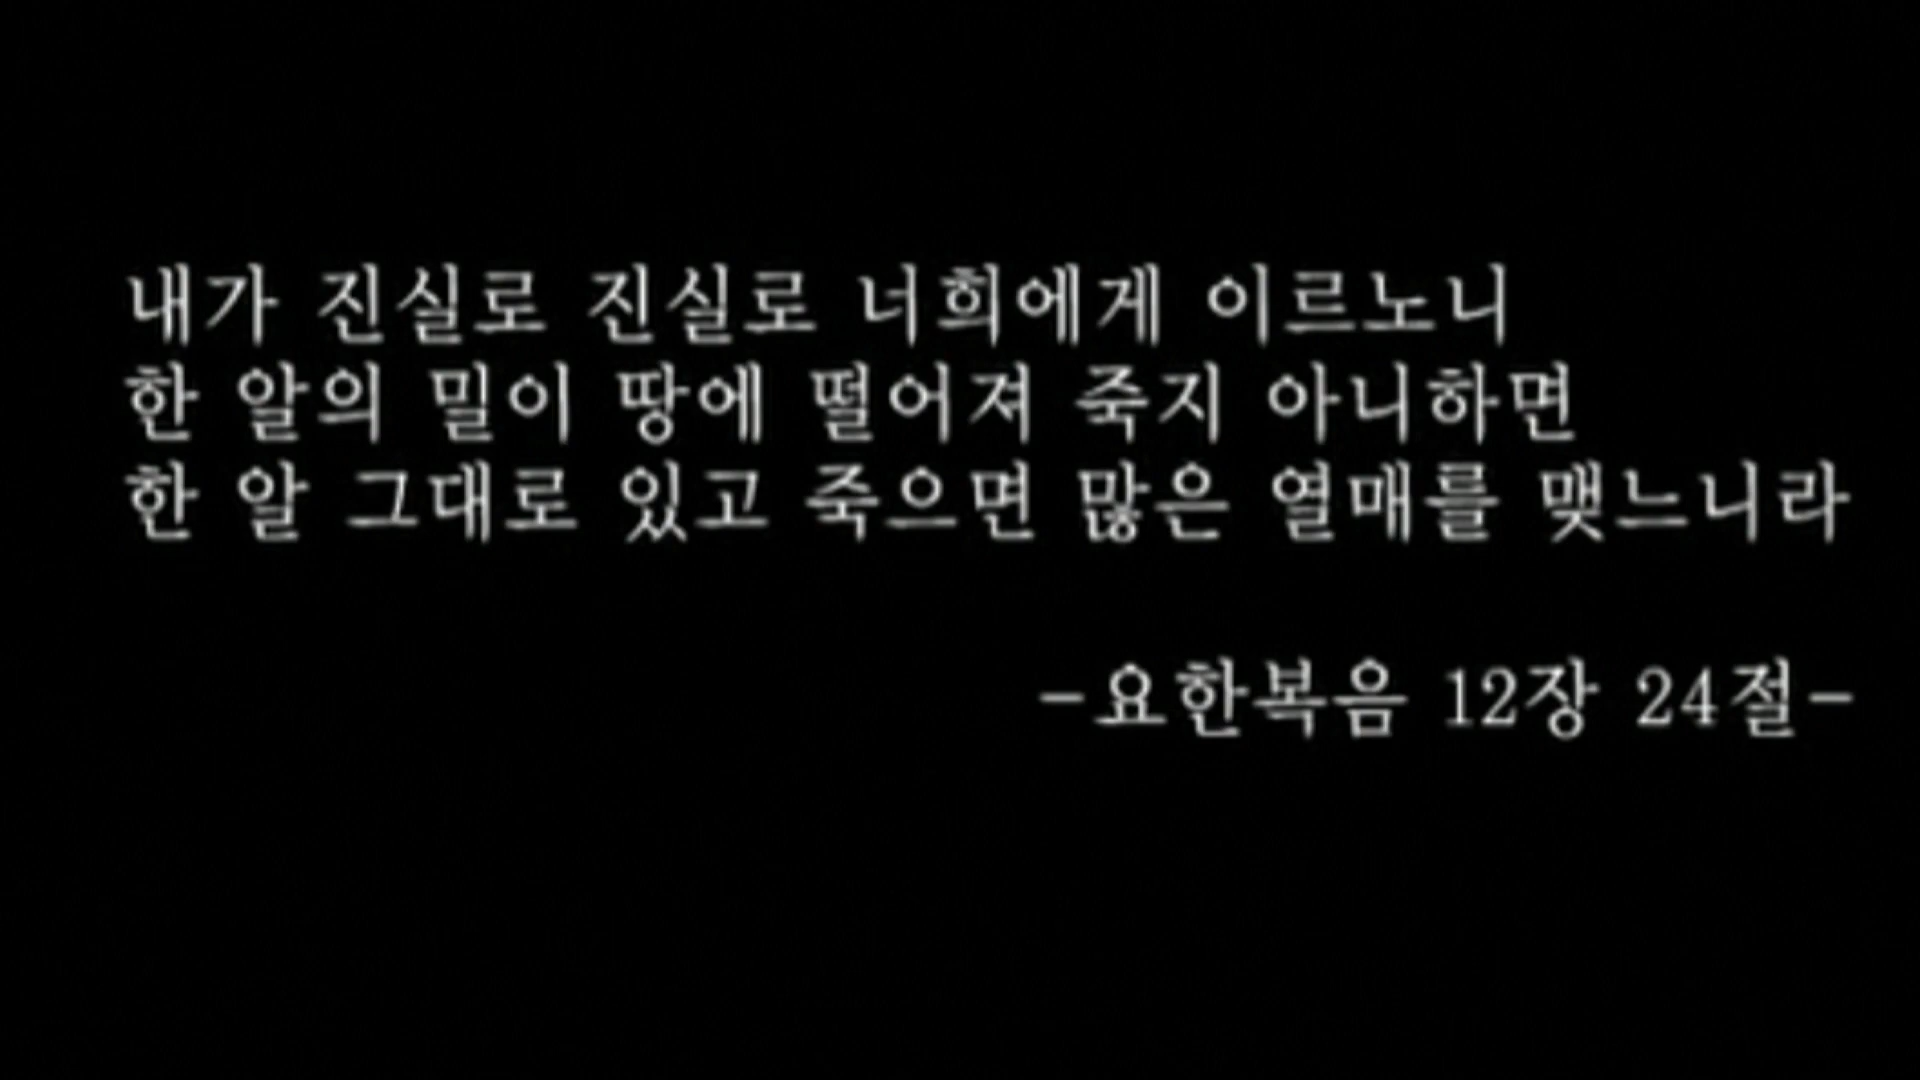 내가 진실로 진실로 너희에게 이르노니
한 알의 밀이 땅에 떨어져 죽지 아니하면
한 알 그대로 있고 죽으면 많은 열매를 맺느니라
-요한복음 12장 24절-